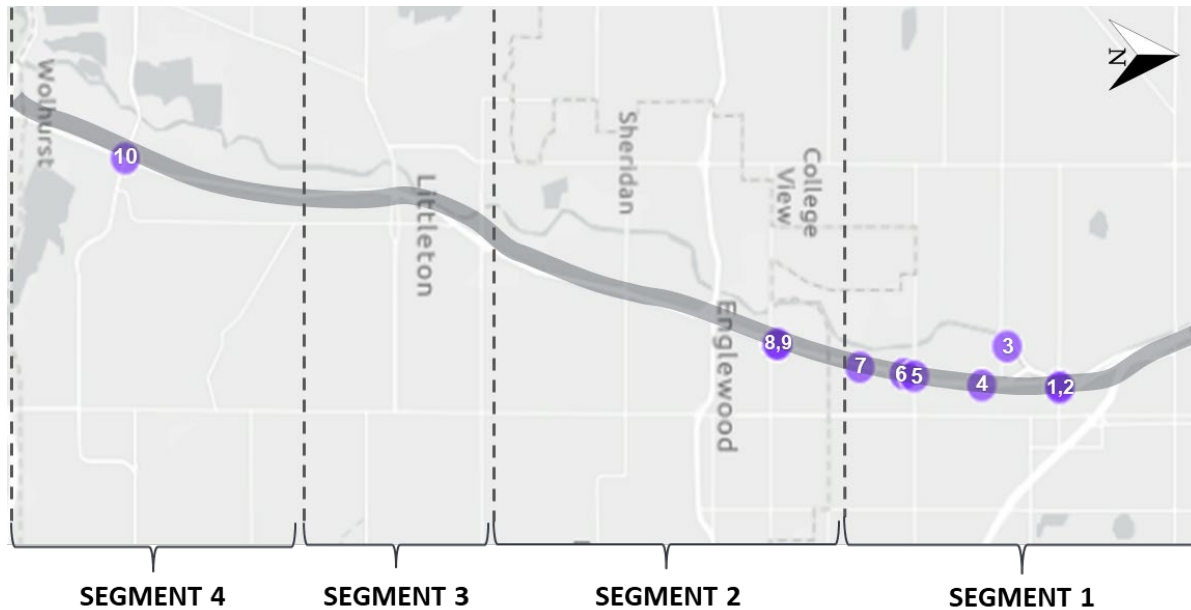 N
Wolhurst
Littleton
Sheridan
College
View
Englewood
10
8,9
7
6
5
4
3
1,2
SEGMENT 4
SEGMENT 3
SEGMENT 2
SEGMENT 1